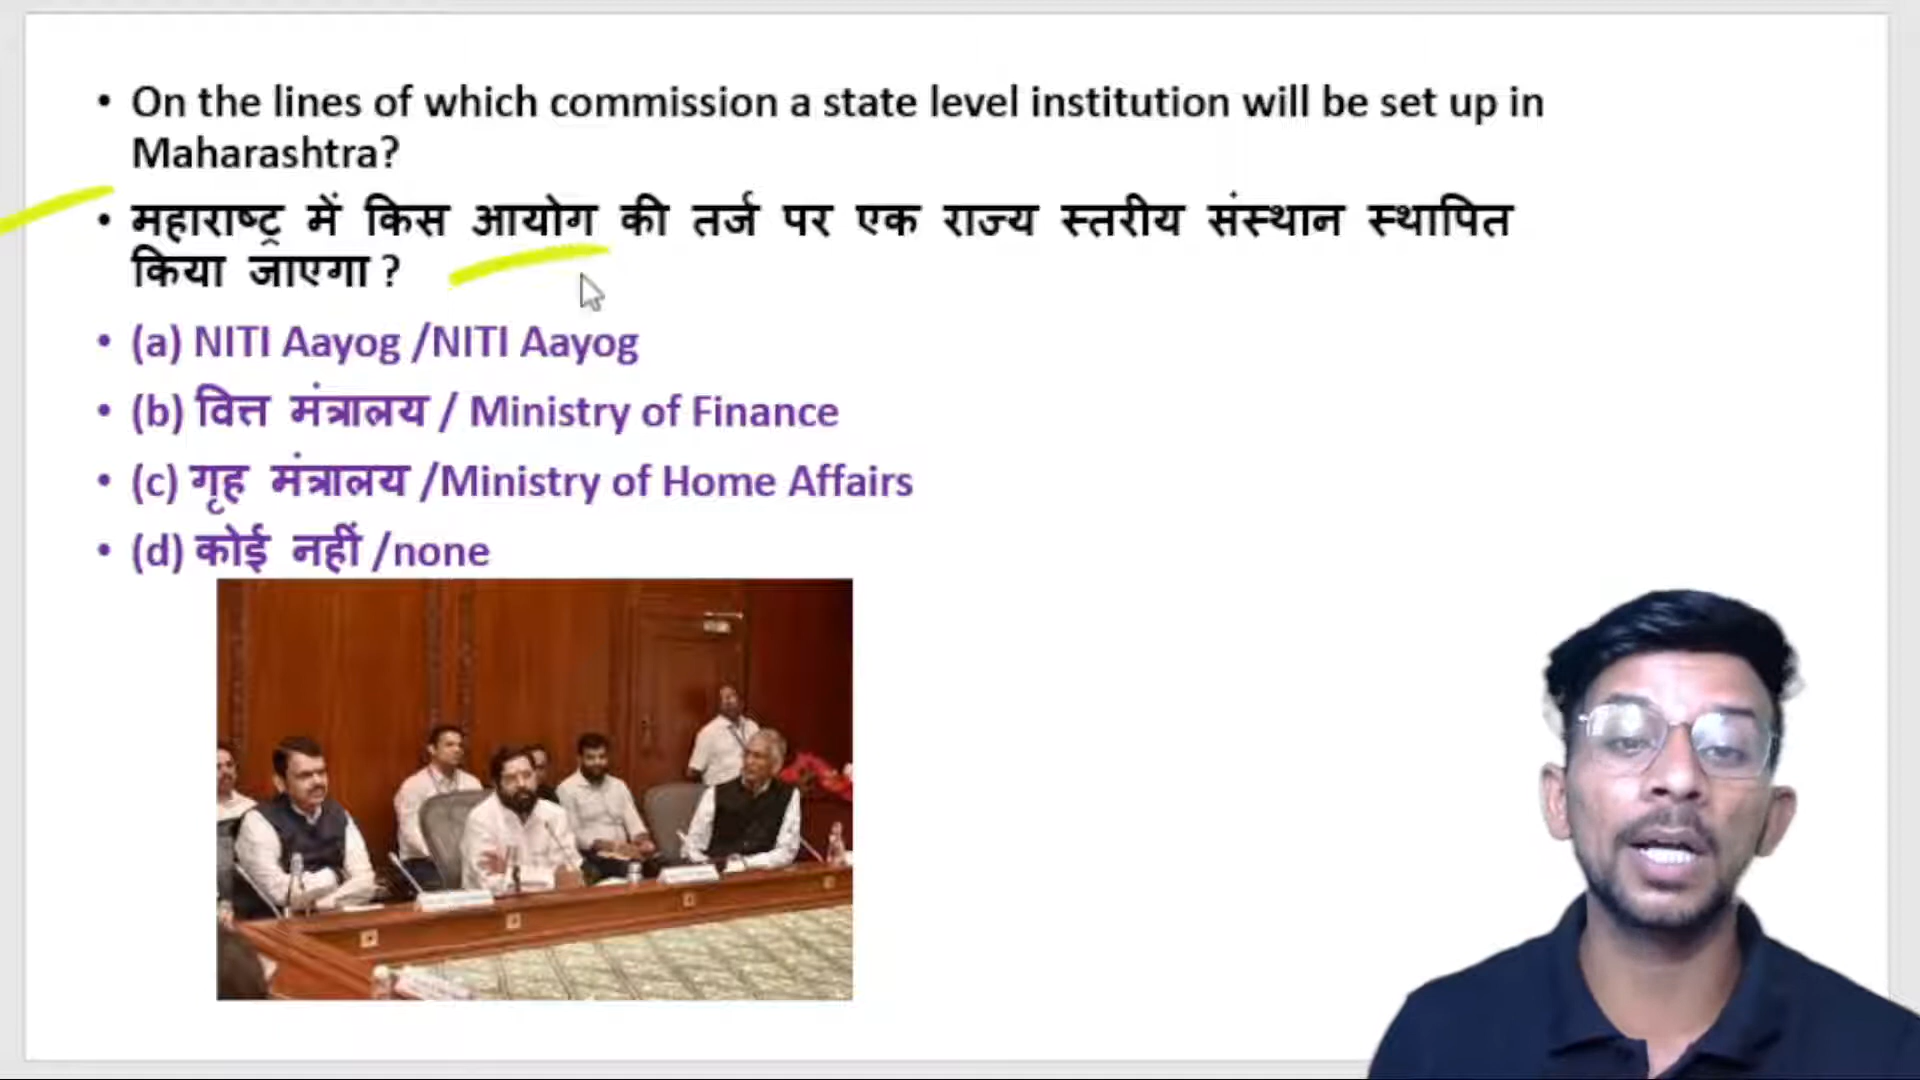 • On the lines of which commission a state level institution will be set up in
Maharashtra?
• महाराष्ट्र में किस आयोग की तर्ज पर एक राज्य स्तरीय संस्थान स्थापित
किया जाएगा ?
• (a) NITI Aayog /NITI Aayog
• (b) वित्त मंत्रालय / Ministry of Finance
• (c) गृह मंत्रालय /Ministry of Home Affairs
• (d) कोई नहीं /none